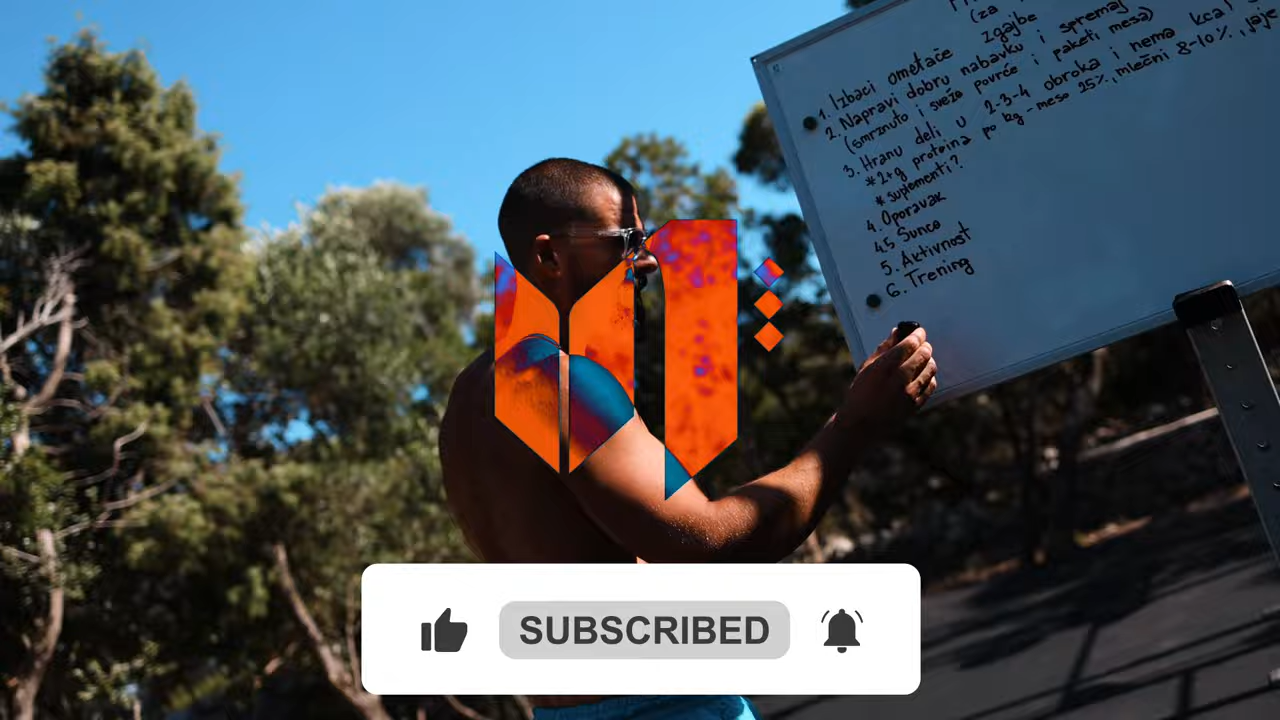 (za
zgajbe
1. Izbaci ometače
2. Napravi dobru nabavku i spremaj
(smrznuto i sveže povrće i paketi mesa)
3. Hranu deli u 2-3-4 obroka i nema kcal
*2+g proteina po kg - meso 25%, mlečni 8-10%, jaje
*suplementi?
4. Oporavak
4.5 Sunce
5. Aktivnost
6. Trening
SUBSCRIBED